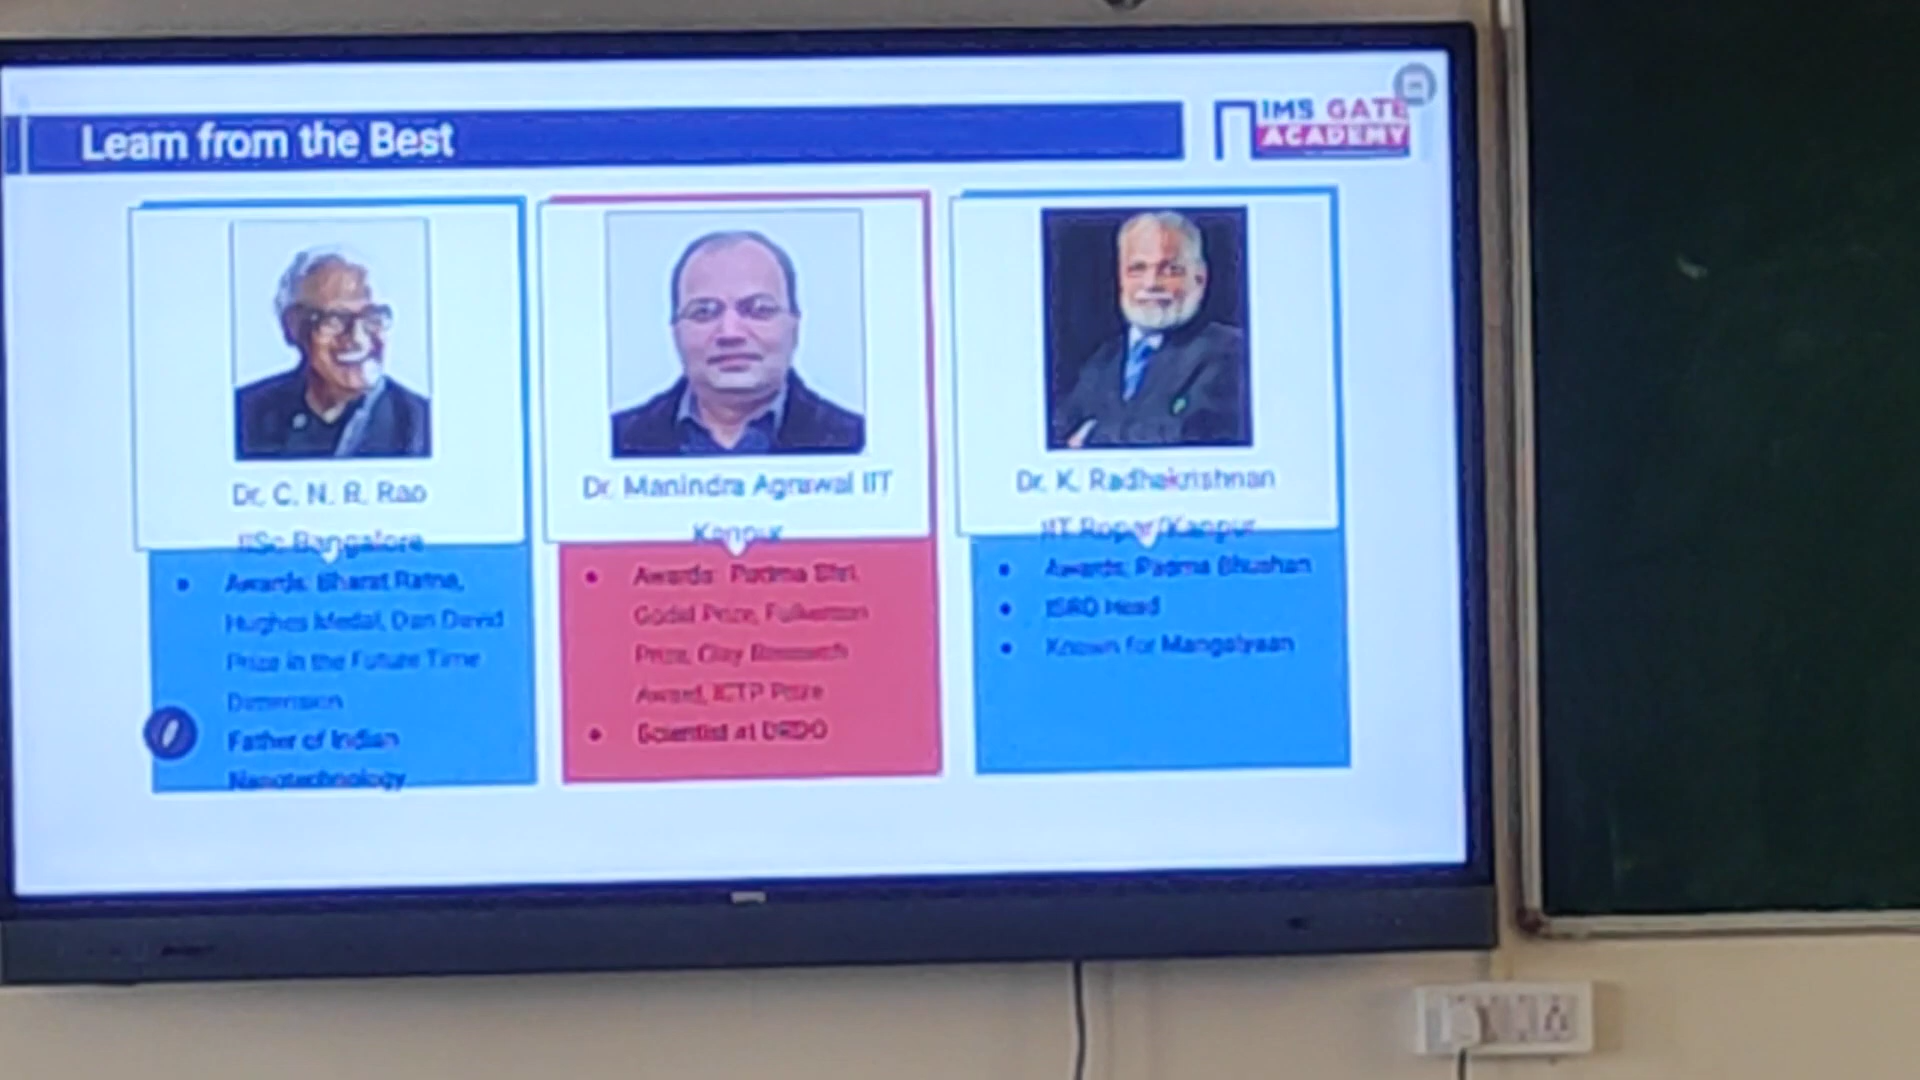 Learn from the Best
IMS GATE
ACADEMY
Dr. C. N. R. Rao
IISc Bangalore
Awards: Bharat Ratna,
Hughes Medal, Dan David
Prize in the Future Time
Dimension
Father of Indian
Nanotechnology
Dr. Manindra Agrawal IIT
Kanpur
Awards: Padma Shri,
Godel Prize, Fulkerson
Prize, Clay Research
Award, ICTP Prize
Scientist at DRDO
Dr. K. Radhakrishnan
IIT Ropar/Kanpur
Awards: Padma Bhushan
ISRO Head
Known for Mangalyaan